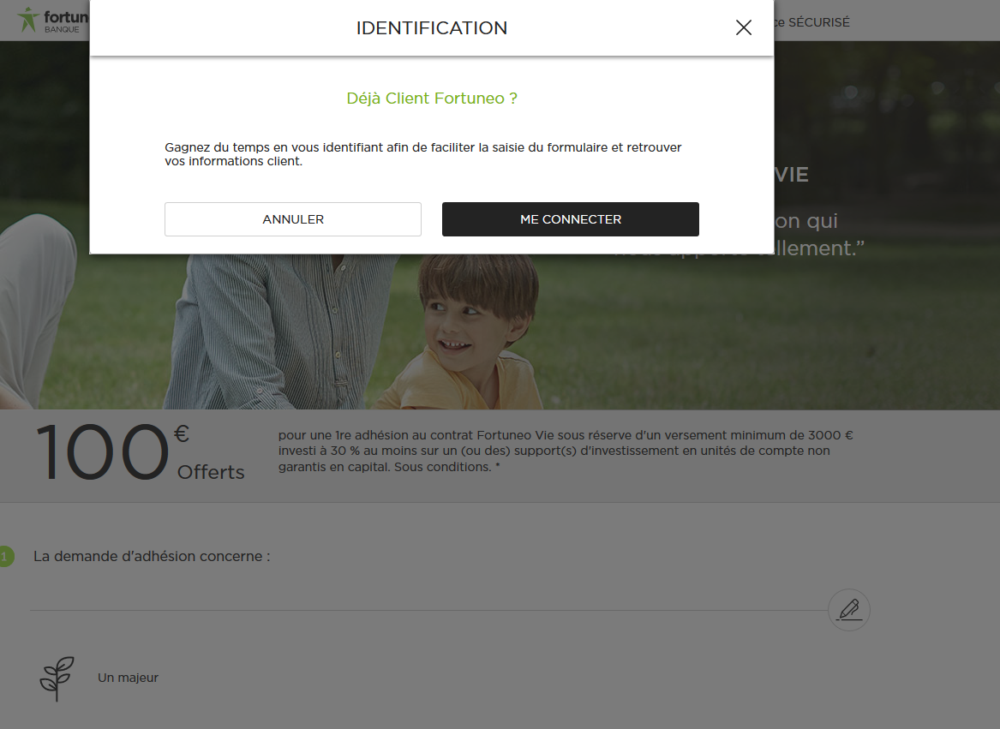 fortun
BANQUE
IDENTIFICATION
ce SÉCURISÉ
Déjà Client Fortuneo ?
Gagnez du temps en vous identifiant afin de faciliter la saisie du formulaire et retrouver
vos informations client.
VIE
ANNULER
ME CONNECTER
on qui
llement.”
100€
Offerts
pour une 1re adhésion au contrat Fortuneo Vie sous réserve d'un versement minimum de 3000 €
investi à 30 % au moins sur un (ou des) support(s) d'investissement en unités de compte non
garantis en capital. Sous conditions. *
1
La demande d'adhésion concerne :
Un majeur